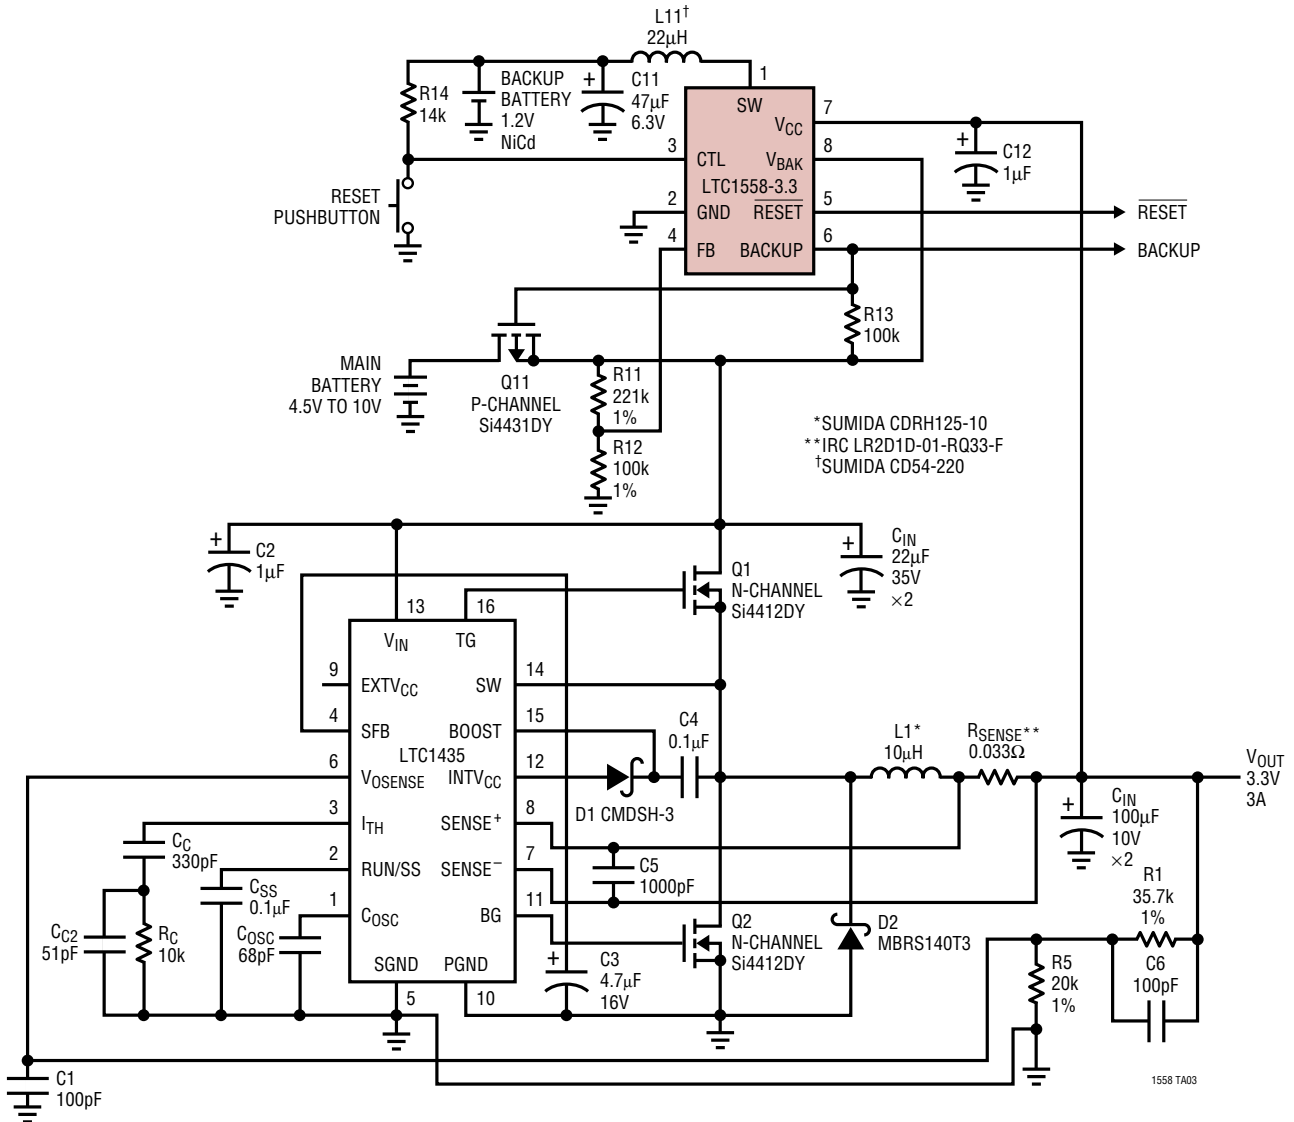 L11†
22µH
R14
14k
BACKUP
BATTERY
1.2V
NiCd
+
C11
47µF
6.3V
1
SW
7
VCC
3
CTL
8
VBAK
LTC1558-3.3
2
GND
5
RESET
4
FB
6
BACKUP
+
C12
1µF
RESET
PUSHBUTTON
RESET
BACKUP
R13
100k
MAIN
BATTERY
4.5V TO 10V
Q11
P-CHANNEL
Si4431DY
R11
221k
1%
R12
100k
1%
*SUMIDA CDRH125-10
**IRC LR2D1D-01-RQ33-F
†SUMIDA CD54-220
+
C2
1µF
+
CIN
22µF
35V
×2
Q1
N-CHANNEL
Si4412DY
13
VIN
16
TG
9
EXTVCC
14
SW
4
SFB
15
BOOST
LTC1435
6
VOSENSE
12
INTVCC
3
ITH
8
SENSE+
2
RUN/SS
7
SENSE−
1
COSC
11
BG
SGND
PGND
5
10
C4
0.1µF
D1 CMDSH-3
L1*
10µH
RSENSE**
0.033Ω
VOUT
3.3V
3A
+
CIN
100µF
10V
×2
C5
1000pF
CC
330pF
CSS
0.1µF
CC2
51pF
RC
10k
COSC
68pF
+
C3
4.7µF
16V
Q2
N-CHANNEL
Si4412DY
D2
MBRS140T3
R1
35.7k
1%
R5
20k
1%
C6
100pF
C1
100pF
1558 TA03